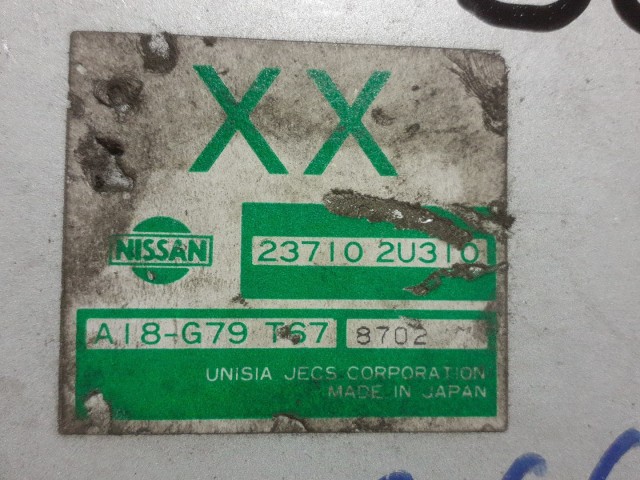 XX
NISSAN
23710 2U310
A18-G79 T67
8702
UNISIA JECS CORPORATION
MADE IN JAPAN